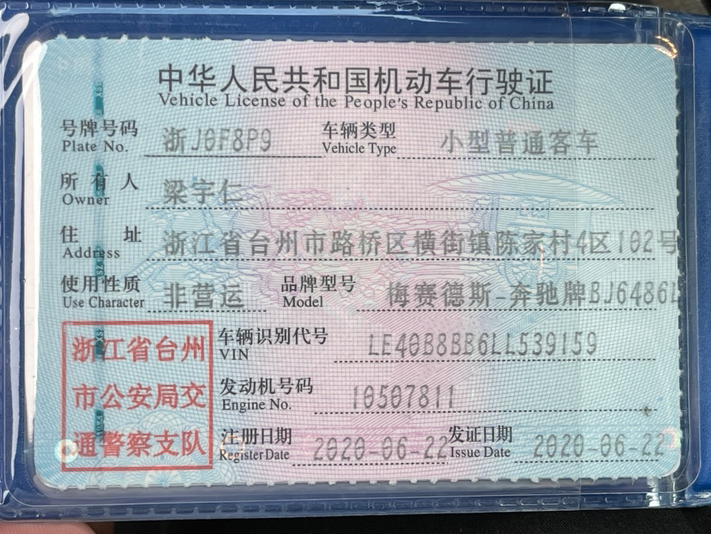 中华人民共和国机动车行驶证
Vehicle License of the People's Republic of China
号牌号码 浙J0F8P9 车辆类型 小型普通客车
Plate No. Vehicle Type
所有人 梁宇仁
Owner
住址 浙江省台州市路桥区横街镇陈家村4区102号
Address
使用性质 非营运 品牌型号 梅赛德斯-奔驰牌BJ6486L
Use Character Model
浙江省台州
市公安局交
通警察支队
车辆识别代号 LE40B8BB6LL539159
VIN
发动机号码 10507811
Engine No.
注册日期 2020-06-22 发证日期 2020-06-22
Register Date Issue Date